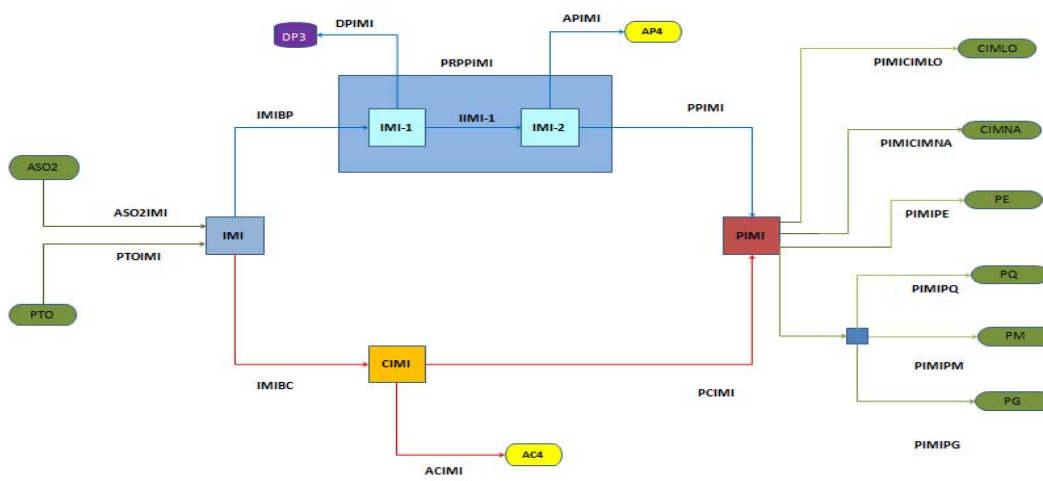 DPIMI
APIMI
DP3
AP4
CIMLO
PRPPIMI
PIMICIMLO
IMIBP
IMI-1
IIMI-1
IMI-2
PPIMI
CIMNA
PIMICIMNA
ASO2
PE
ASO2IMI
PIMIPE
IMI
PIMI
PTOIMI
PQ
PIMIPQ
PTO
PM
CIMI
PIMIPM
IMIBC
PCIMI
PG
PIMIPG
AC4
ACIMI